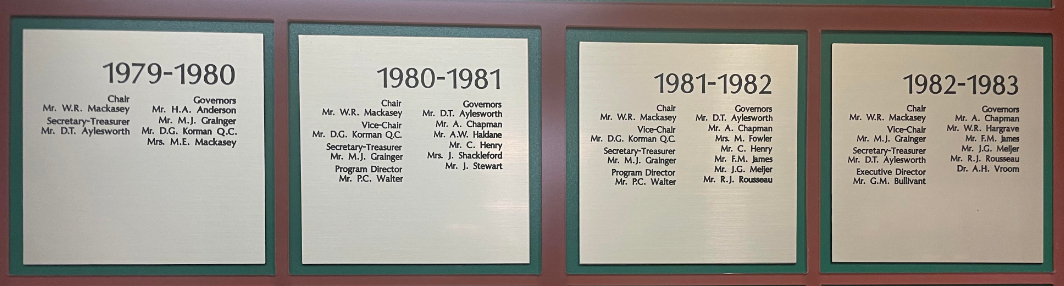 1979-1980
Chair
Mr. W.R. Mackasey
Secretary-Treasurer
Mr. D.T. Aylesworth
Governors
Mr. H.A. Anderson
Mr. M.J. Grainger
Mr. D.G. Korman Q.C.
Mrs. M.E. Mackasey
1980-1981
Chair
Mr. W.R. Mackasey
Vice-Chair
Mr. D.G. Korman Q.C.
Secretary-Treasurer
Mr. M.J. Grainger
Program Director
Mr. P.C. Walter
Governors
Mr. D.T. Aylesworth
Mr. A. Chapman
Mr. A.W. Haldane
Mr. C. Henry
Mrs. J. Shackleford
Mr. J. Stewart
1981-1982
Chair
Mr. W.R. Mackasey
Vice-Chair
Mr. D.G. Korman Q.C.
Secretary-Treasurer
Mr. M.J. Grainger
Program Director
Mr. P.C. Walter
Governors
Mr. D.T. Aylesworth
Mr. A. Chapman
Mrs. M. Fowler
Mr. C. Henry
Mr. F.M. James
Mr. J.G. Meijer
Mr. R.J. Rousseau
1982-1983
Chair
Mr. W.R. Mackasey
Vice-Chair
Mr. M.J. Grainger
Secretary-Treasurer
Mr. D.T. Aylesworth
Executive Director
Mr. G.M. Bullivant
Governors
Mr. A. Chapman
Mr. W.R. Hargrave
Mr. F.M. James
Mr. J.G. Meijer
Mr. R.J. Rousseau
Dr. A.H. Vroom